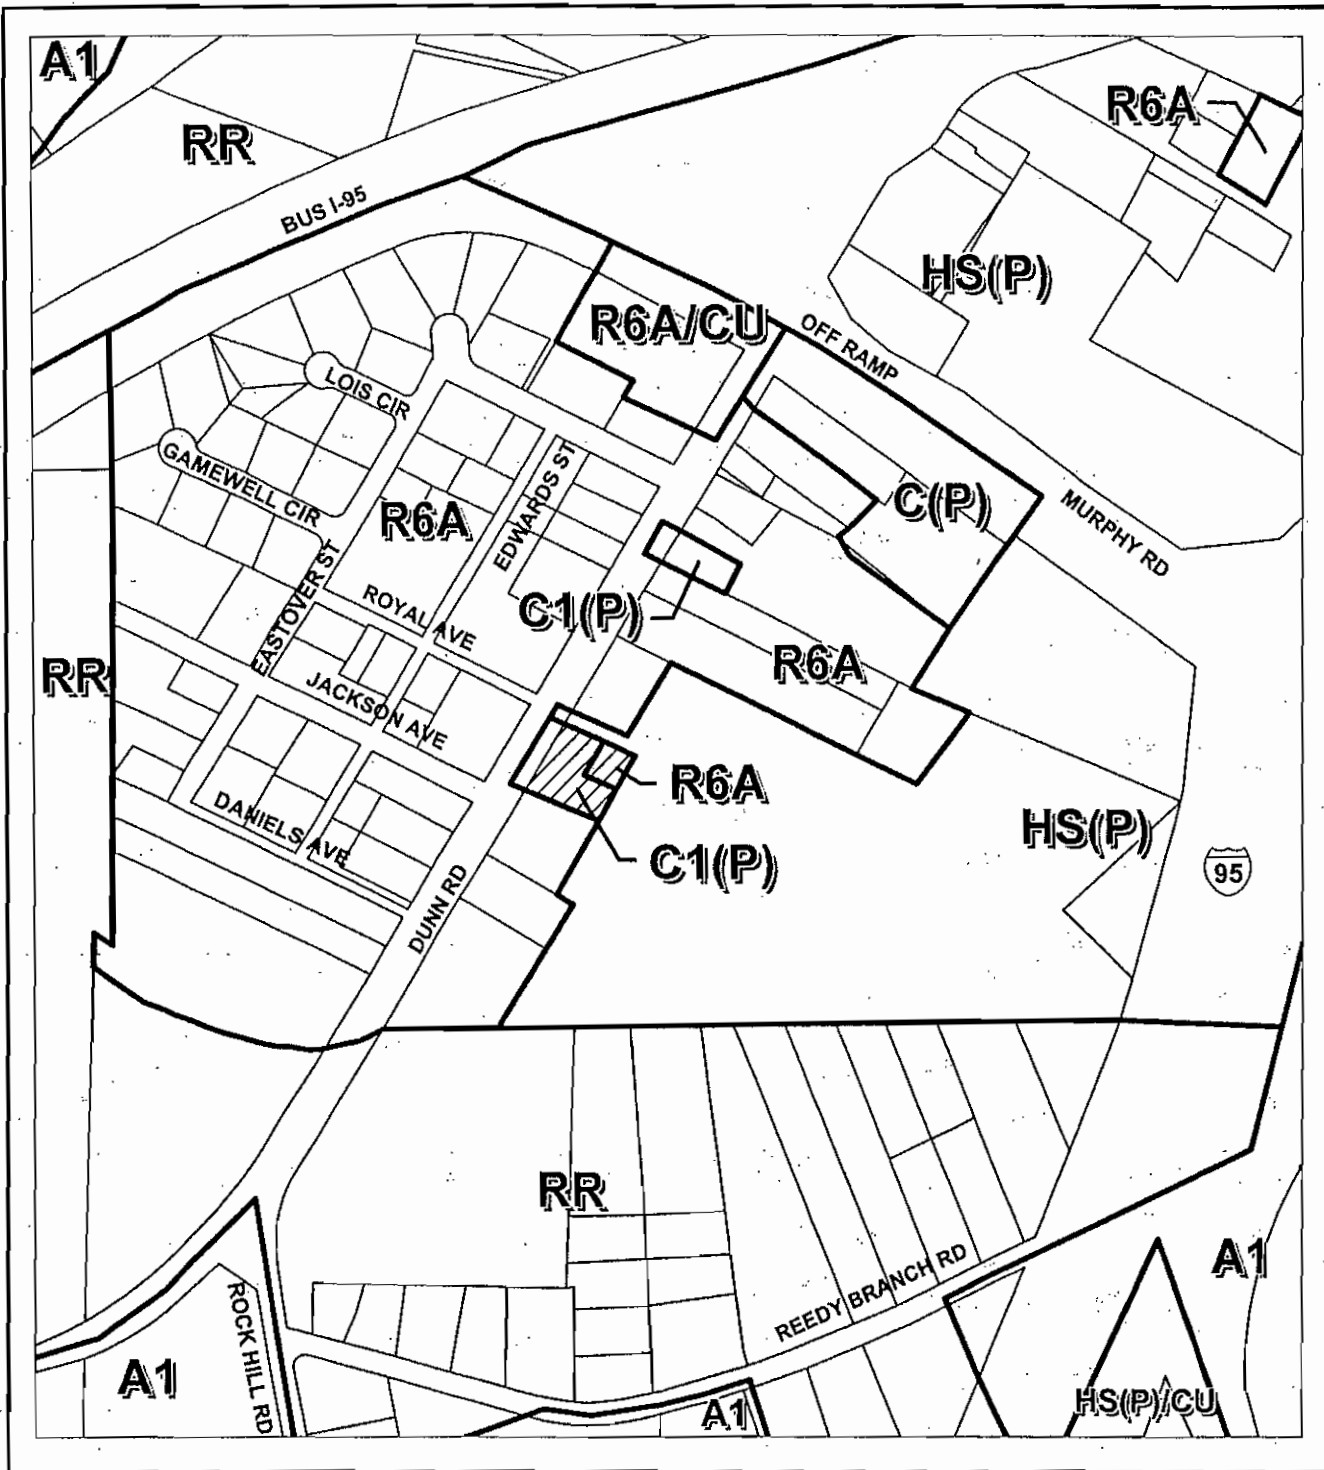 A1
R6A
RR
BUS I-95
HS(P)
R6A/CU
OFF RAMP
LOIS CIR
GAMEWELL CIR
R6A
EDWARDS ST
C(P)
MURPHY RD
EASTOVER ST
ROYAL AVE
C1(P)
RR
JACKSON AVE
R6A
R6A
DANIELS AVE
C1(P)
HS(P)
95
DUNN RD
RR
REEDY BRANCH RD
A1
ROCK HILL RD
A1
A1
HS(P)/CU